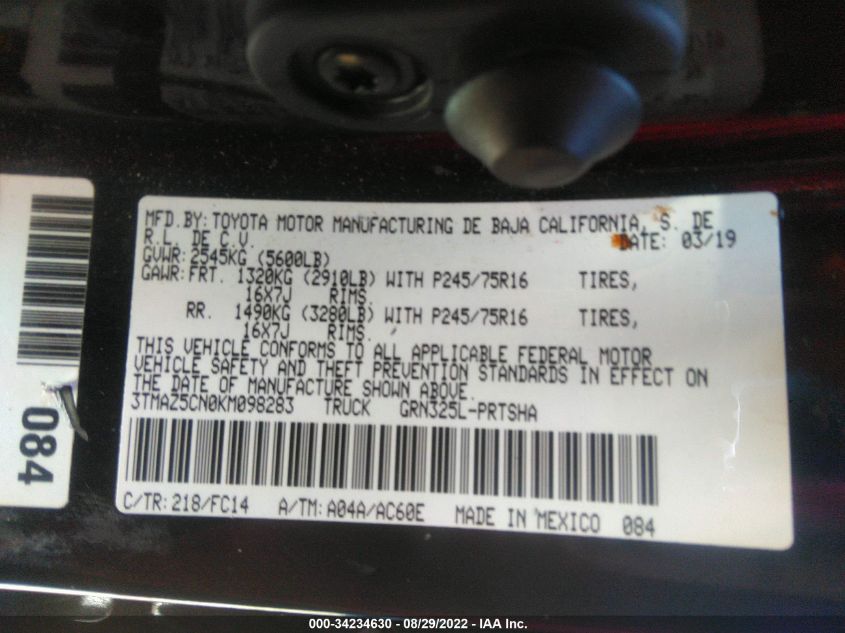 MFD.BY: TOYOTA MOTOR MANUFACTURING DE BAJA CALIFORNIA, S. DE
R.L. DE C.V. DATE: 03/19
GVWR: 2545KG (5600LB)
GAWR: FRT. 1320KG (2910LB) WITH P245/75R16 TIRES,
16X7J RIMS.
RR. 1490KG (3280LB) WITH P245/75R16 TIRES,
16X7J RIMS.
THIS VEHICLE CONFORMS TO ALL APPLICABLE FEDERAL MOTOR
VEHICLE SAFETY AND THEFT PREVENTION STANDARDS IN EFFECT ON
THE DATE OF MANUFACTURE SHOWN ABOVE.
3TMAZ5CN0KM098283 TRUCK GRN325L-PRTSHA
C/TR: 218/FC14 A/TM: A04A/AC60E MADE IN MEXICO 084
084
000-34234630 - 08/29/2022 - IAA Inc.